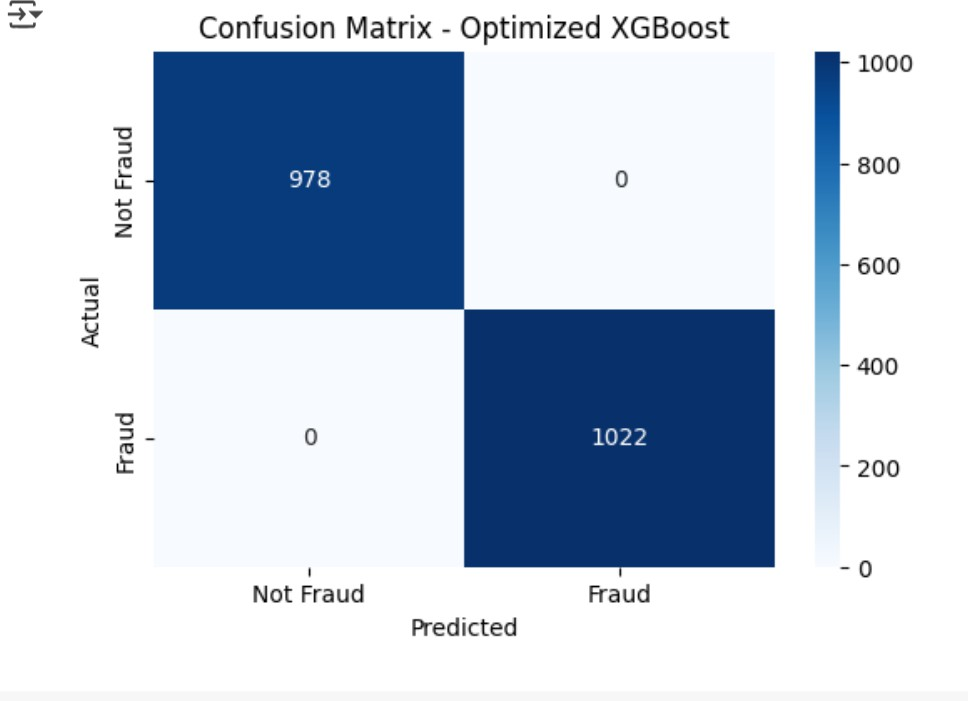 Confusion Matrix - Optimized XGBoost
Not Fraud
978
0
1000
800
600
400
200
0
Actual
Fraud
0
1022
Not Fraud
Fraud
Predicted